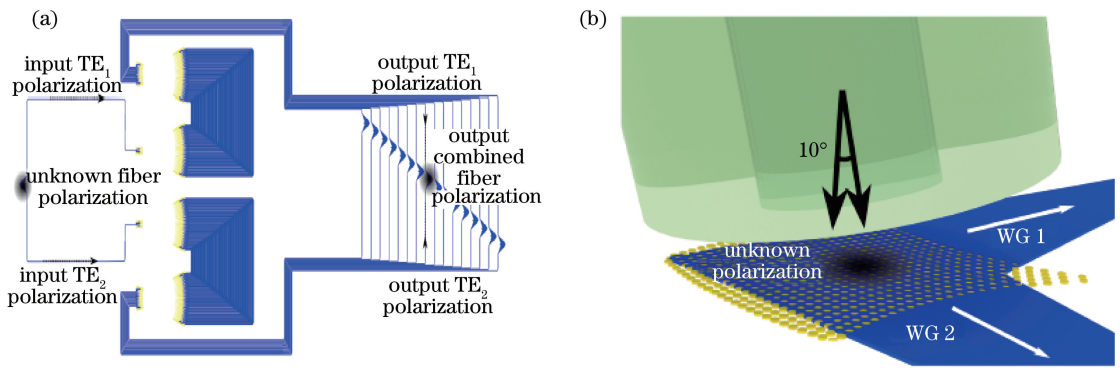 (a)
input TE1
polarization
unknown fiber
polarization
input TE2
polarization
output TE1
polarization
output
combined
fiber
polarization
output TE2
polarization
(b)
10°
unknown
polarization
WG 1
WG 2